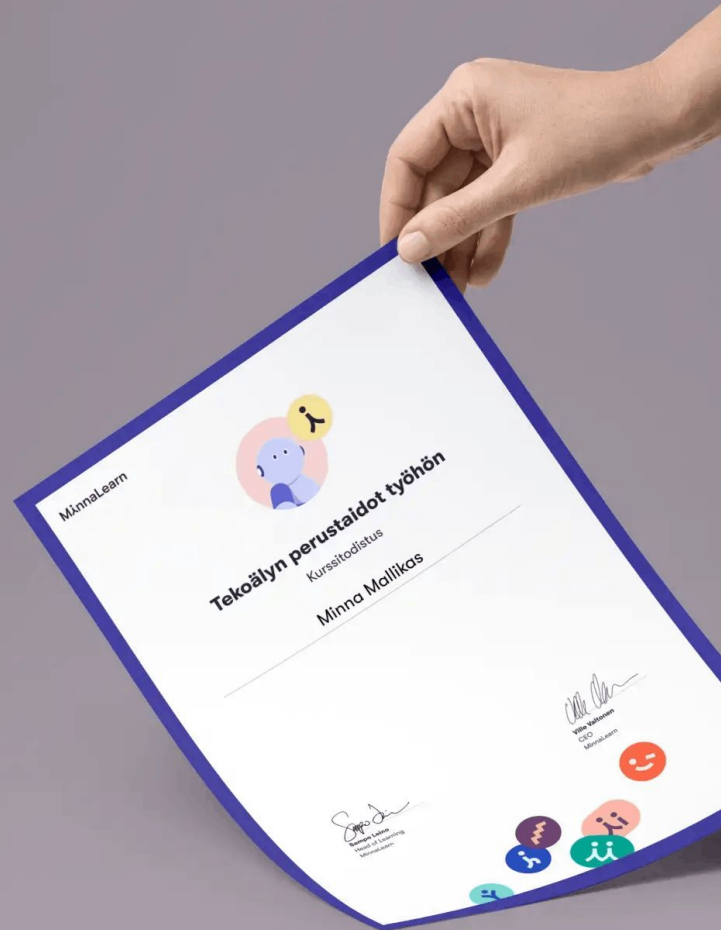 MinnaLearn
Tekoälyn perustaidot työhön
Kurssitodistus
Minna Mallikas
Ville Valtonen
CEO
MinnaLearn
Sampo Leino
Head of Learning
MinnaLearn